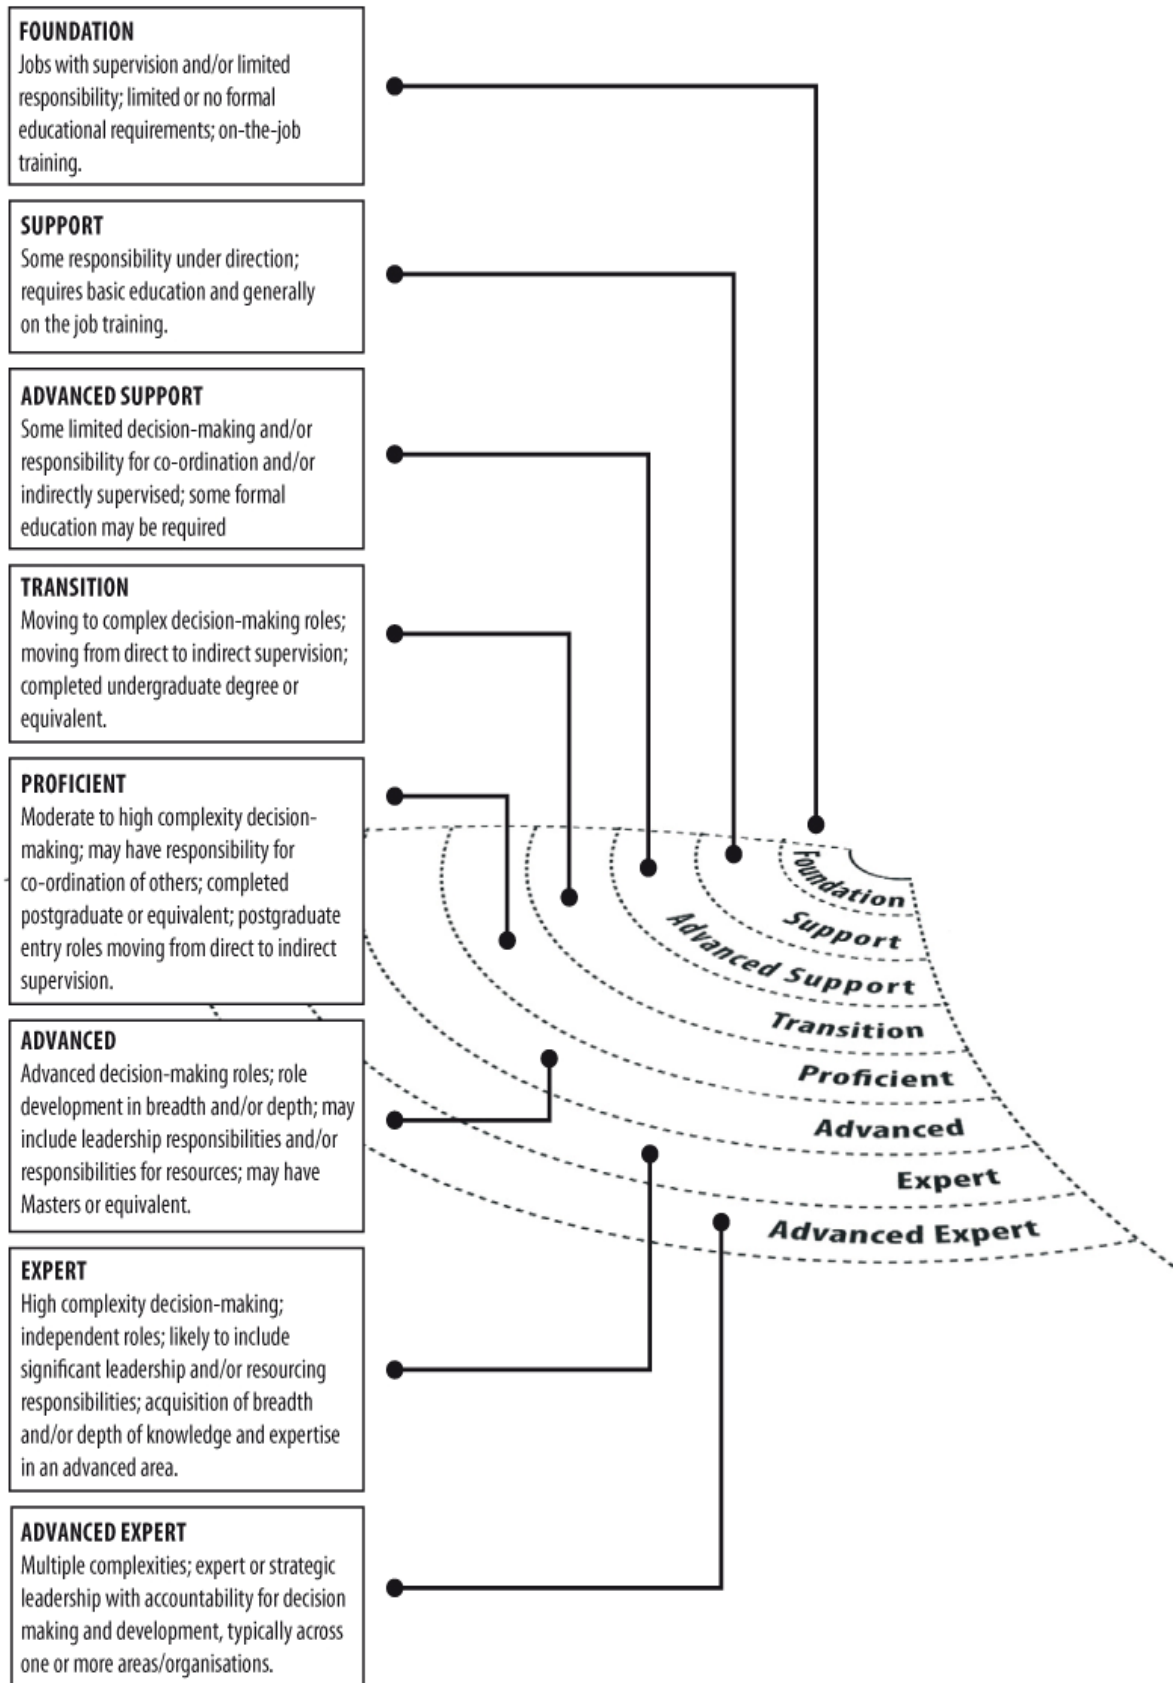 FOUNDATION
Jobs with supervision and/or limited
responsibility; limited or no formal
educational requirements; on-the-job
training.
SUPPORT
Some responsibility under direction;
requires basic education and generally
on the job training.
ADVANCED SUPPORT
Some limited decision-making and/or
responsibility for co-ordination and/or
indirectly supervised; some formal
education may be required
TRANSITION
Moving to complex decision-making roles;
moving from direct to indirect supervision;
completed undergraduate degree or
equivalent.
PROFICIENT
Moderate to high complexity decision-
making; may have responsibility for
co-ordination of others; completed
postgraduate or equivalent; postgraduate
entry roles moving from direct to indirect
supervision.
ADVANCED
Advanced decision-making roles; role
development in breadth and/or depth; may
include leadership responsibilities and/or
responsibilities for resources; may have
Masters or equivalent.
EXPERT
High complexity decision-making;
independent roles; likely to include
significant leadership and/or resourcing
responsibilities; acquisition of breadth
and/or depth of knowledge and expertise
in an advanced area.
ADVANCED EXPERT
Multiple complexities; expert or strategic
leadership with accountability for decision
making and development, typically across
one or more areas/organisations.
Foundation
Support
Advanced Support
Transition
Proficient
Advanced
Expert
Advanced Expert